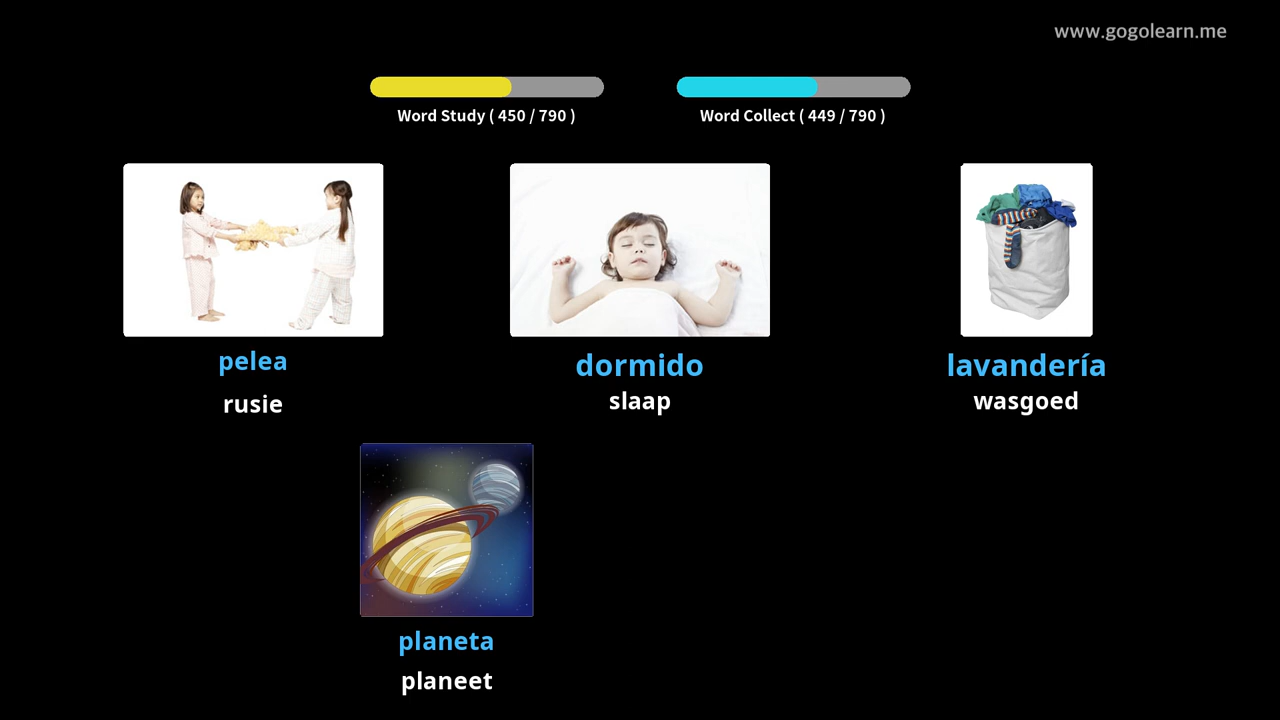 www.gogolearn.me
Word Study ( 450 / 790 )
Word Collect ( 449 / 790 )
pelea
rusie
dormido
slaap
lavandería
wasgoed
planeta
planeet